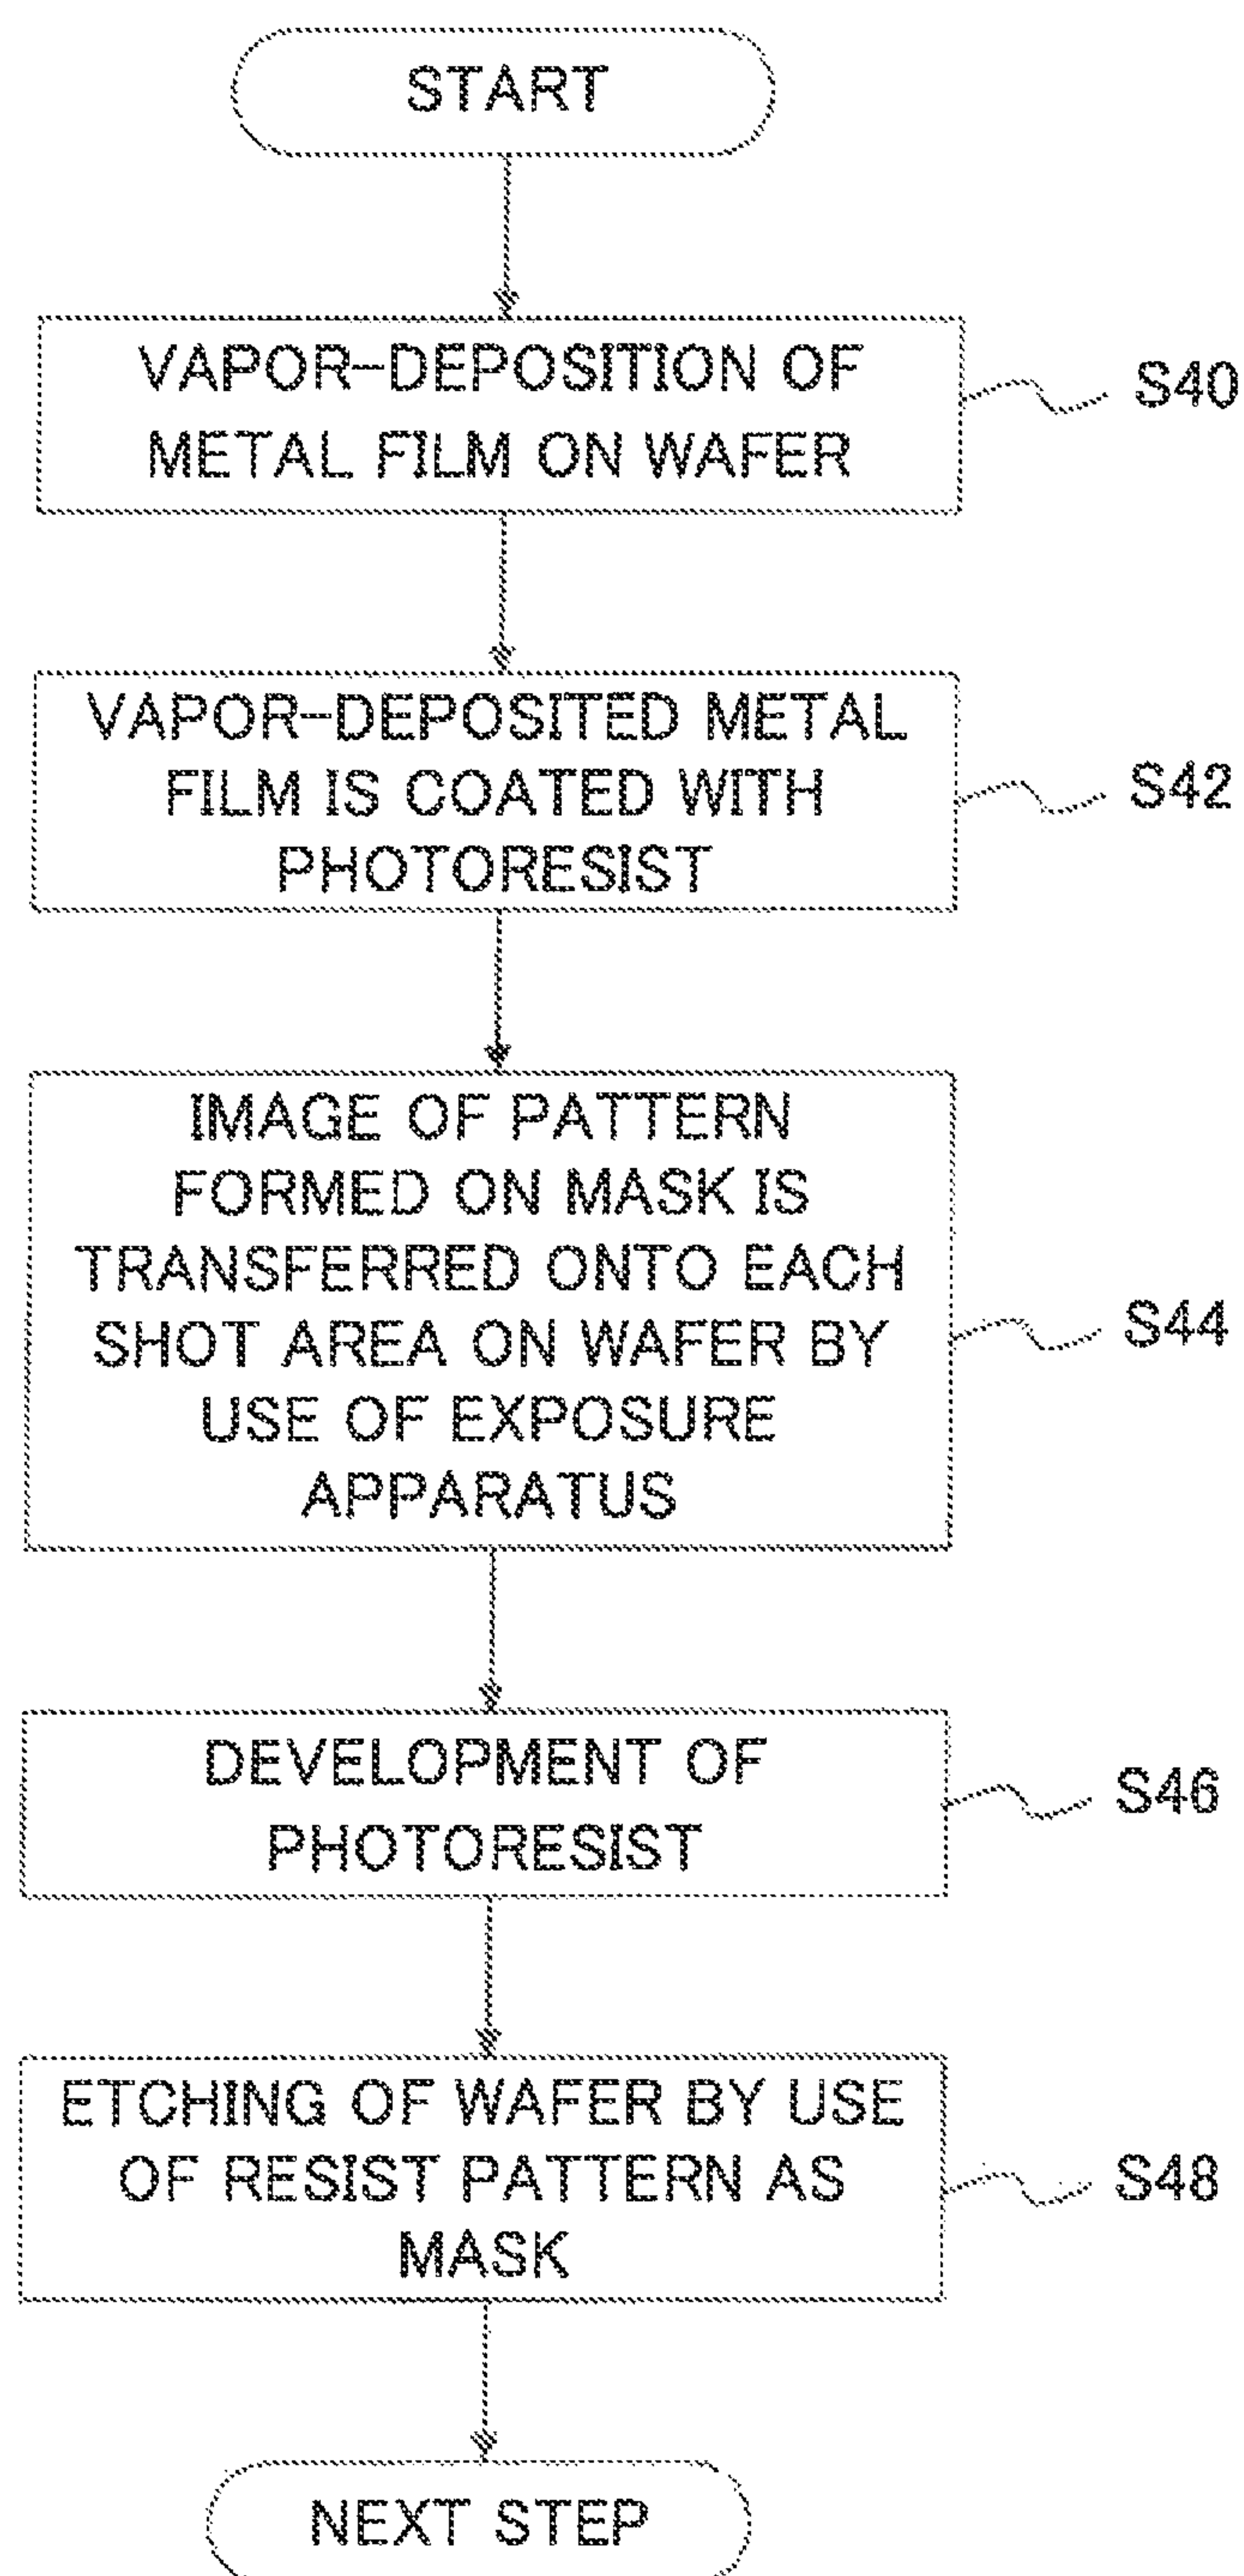 START
VAPOR-DEPOSITION OF
METAL FILM ON WAFER
S40
VAPOR-DEPOSITED METAL
FILM IS COATED WITH
PHOTORESIST
S42
IMAGE OF PATTERN
FORMED ON MASK IS
TRANSFERRED ONTO EACH
SHOT AREA ON WAFER BY
USE OF EXPOSURE
APPARATUS
S44
DEVELOPMENT OF
PHOTORESIST
S46
ETCHING OF WAFER BY USE
OF RESIST PATTERN AS
MASK
S48
NEXT STEP